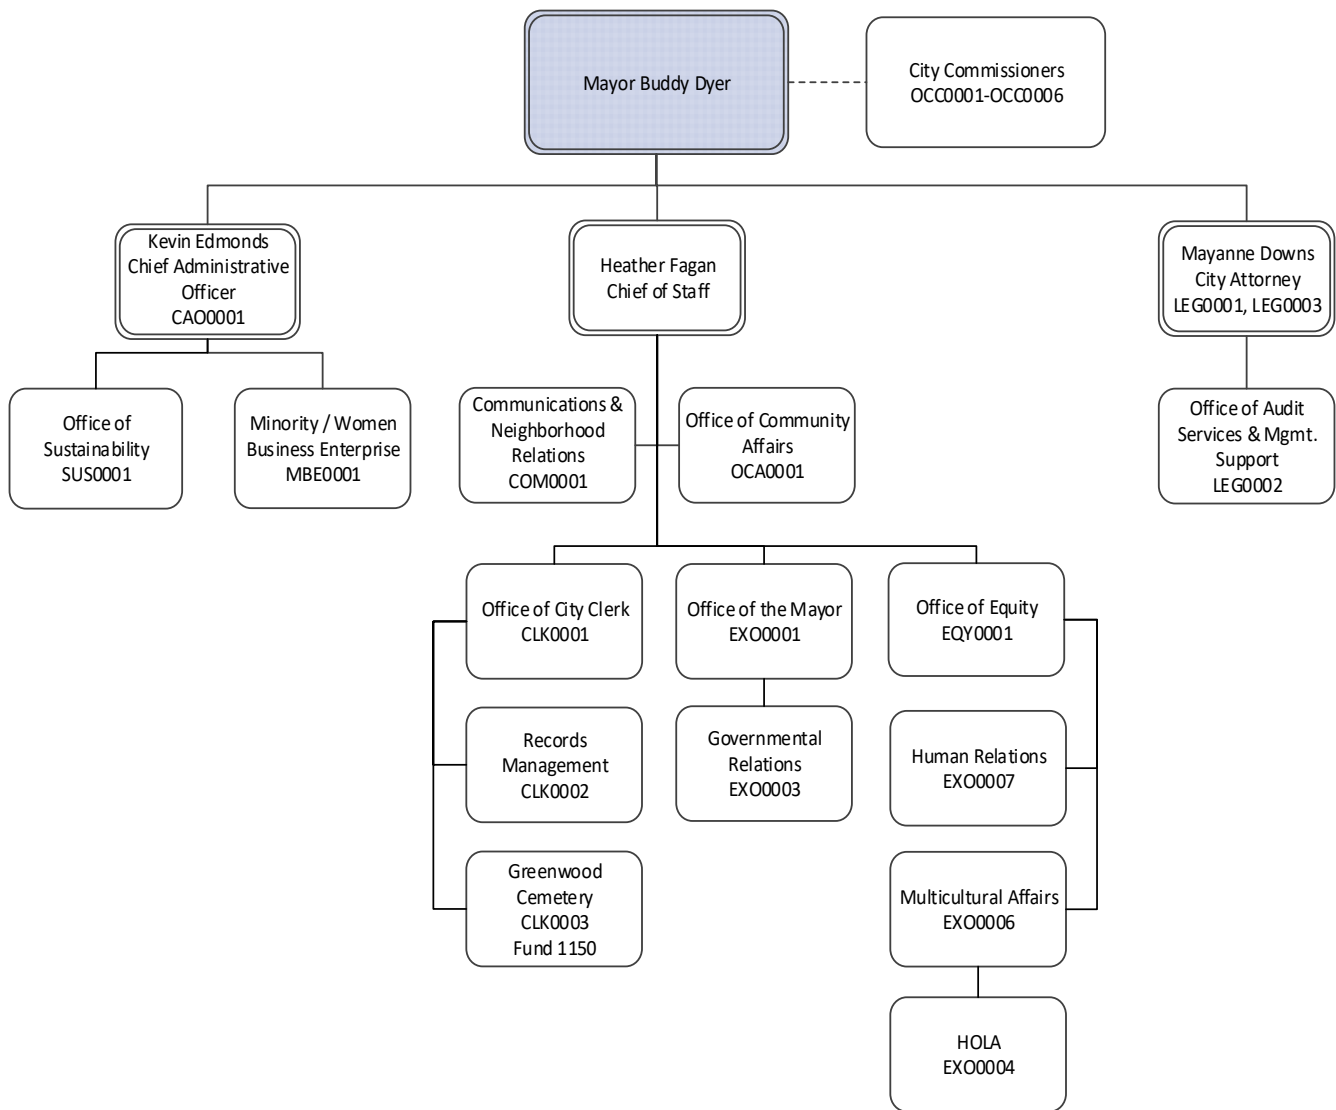 Mayor Buddy Dyer
City Commissioners
OCC0001-OCC0006
Kevin Edmonds
Chief Administrative
Officer
CAO0001
Heather Fagan
Chief of Staff
Mayanne Downs
City Attorney
LEG0001, LEG0003
Office of
Sustainability
SUS0001
Minority / Women
Business Enterprise
MBE0001
Communications &
Neighborhood
Relations
COM0001
Office of Community
Affairs
OCA0001
Office of Audit
Services & Mgmt.
Support
LEG0002
Office of City Clerk
CLK0001
Office of the Mayor
EXO0001
Office of Equity
EQY0001
Records
Management
CLK0002
Governmental
Relations
EXO0003
Human Relations
EXO0007
Greenwood
Cemetery
CLK0003
Fund 1150
Multicultural Affairs
EXO0006
HOLA
EXO0004